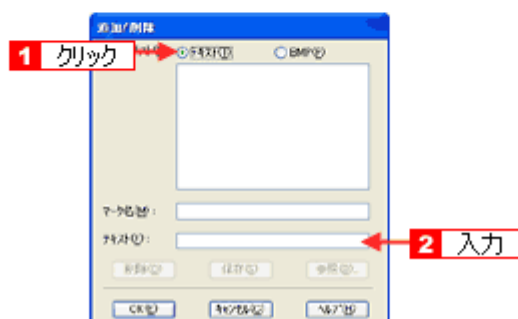 追加/削除
1 クリック
テキスト(T) BMP(P)
マーク名(M):
テキスト(X):
2 入力
削除(D) 保存(S) 参照(R)...
OK(O) キャンセル(C) ヘルプ(H)